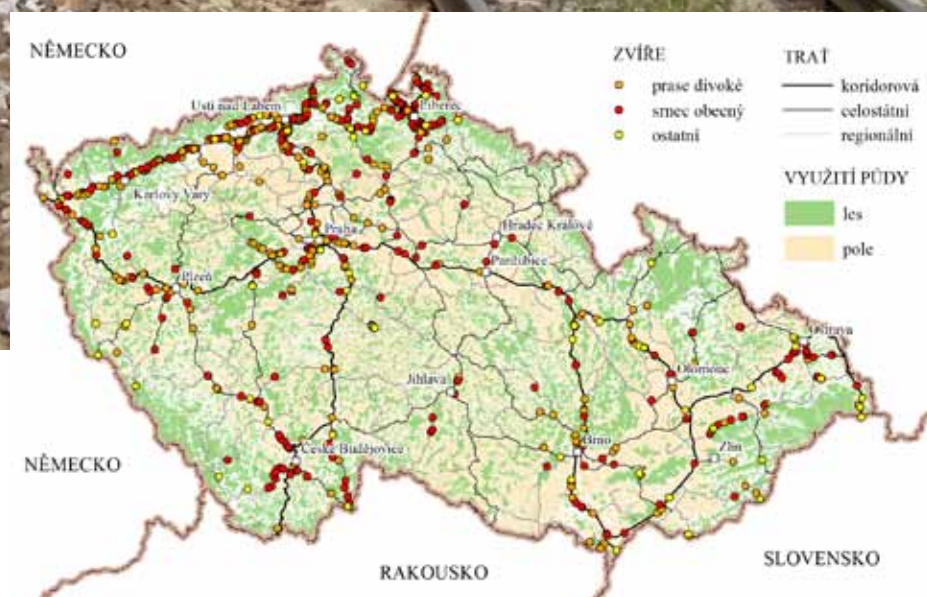 NĚMECKO
ZVÍŘE
prase divoké
srnec obecný
ostatní
TRAŤ
koridorová
celostátní
regionální
VYUŽITÍ PŮDY
les
pole
Ústí nad Labem
Liberec
Karlovy Vary
Praha
Hradec Králové
Pardubice
Plzeň
Ostrava
Olomouc
Jihlava
Brno
Zlín
České Budějovice
NĚMECKO
RAKOUSKO
SLOVENSKO